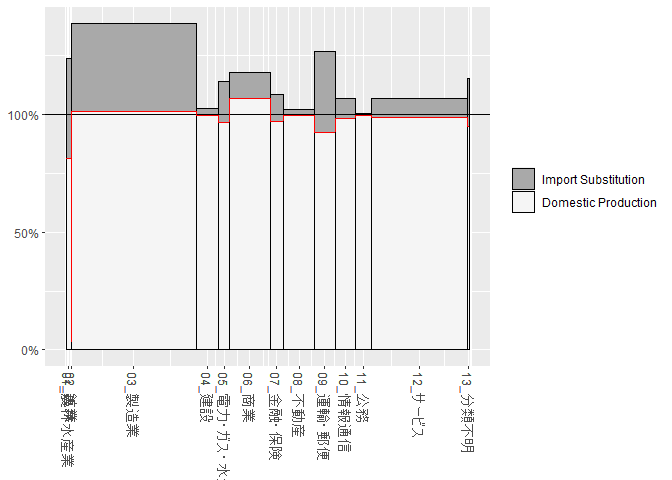 100%
50%
0%
Import Substitution
Domestic Production
03_製造業
04_建設
05_電力・ガス・水
06_商業
07_金融・保険
08_不動産
09_運輸・郵便
10_情報通信
11_公務
12_サービス
13_分類不明